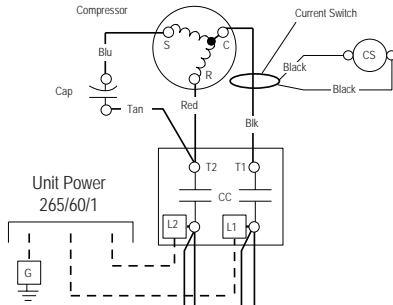 Compressor
Current Switch
S
C
R
Blu
Black
CS
Black
Cap
Tan
Red
Blk
T2
T1
CC
Unit Power
265/60/1
L2
L1
G